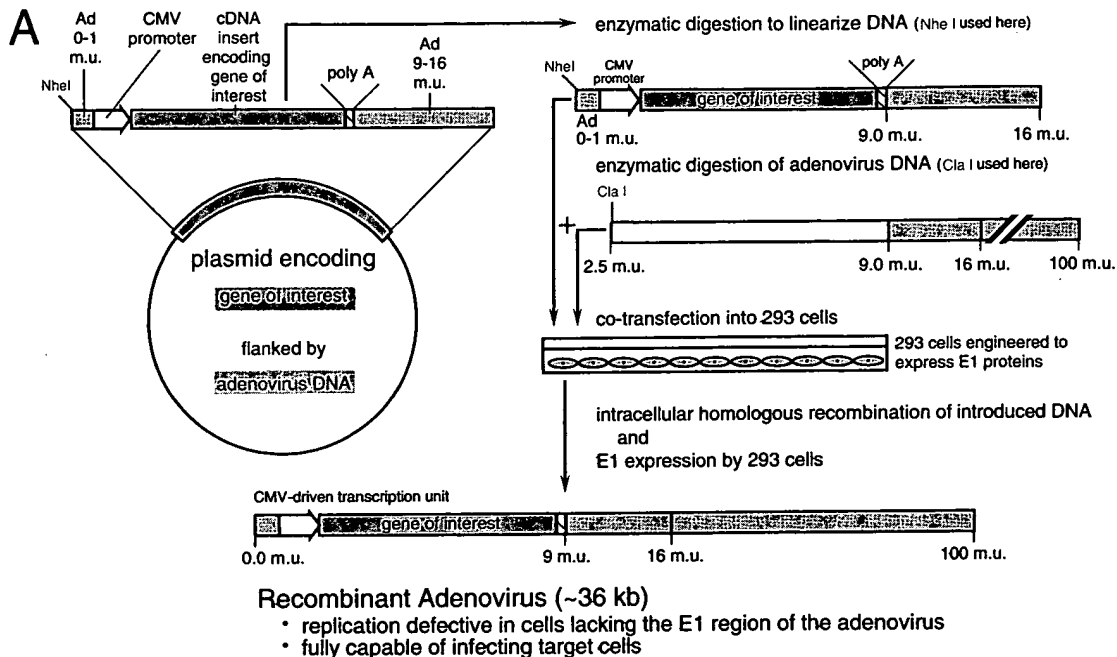 A
Ad
0-1
m.u.
CMV
promoter
cDNA
insert
encoding
gene of
interest
Ad
9-16
m.u.
NheI
poly A
plasmid encoding
gene of interest
flanked by
adenovirus DNA
enzymatic digestion to linearize DNA (Nhe I used here)
NheI
CMV
promoter
poly A
gene of interest
Ad
0-1 m.u.
9.0 m.u.
16 m.u.
enzymatic digestion of adenovirus DNA (Cla I used here)
Cla I
+
2.5 m.u.
9.0 m.u.
16 m.u.
100 m.u.
co-transfection into 293 cells
293 cells engineered to
express E1 proteins
intracellular homologous recombination of introduced DNA
and
E1 expression by 293 cells
CMV-driven transcription unit
gene of interest
0.0 m.u.
9 m.u.
16 m.u.
100 m.u.
Recombinant Adenovirus (~36 kb)
• replication defective in cells lacking the E1 region of the adenovirus
• fully capable of infecting target cells